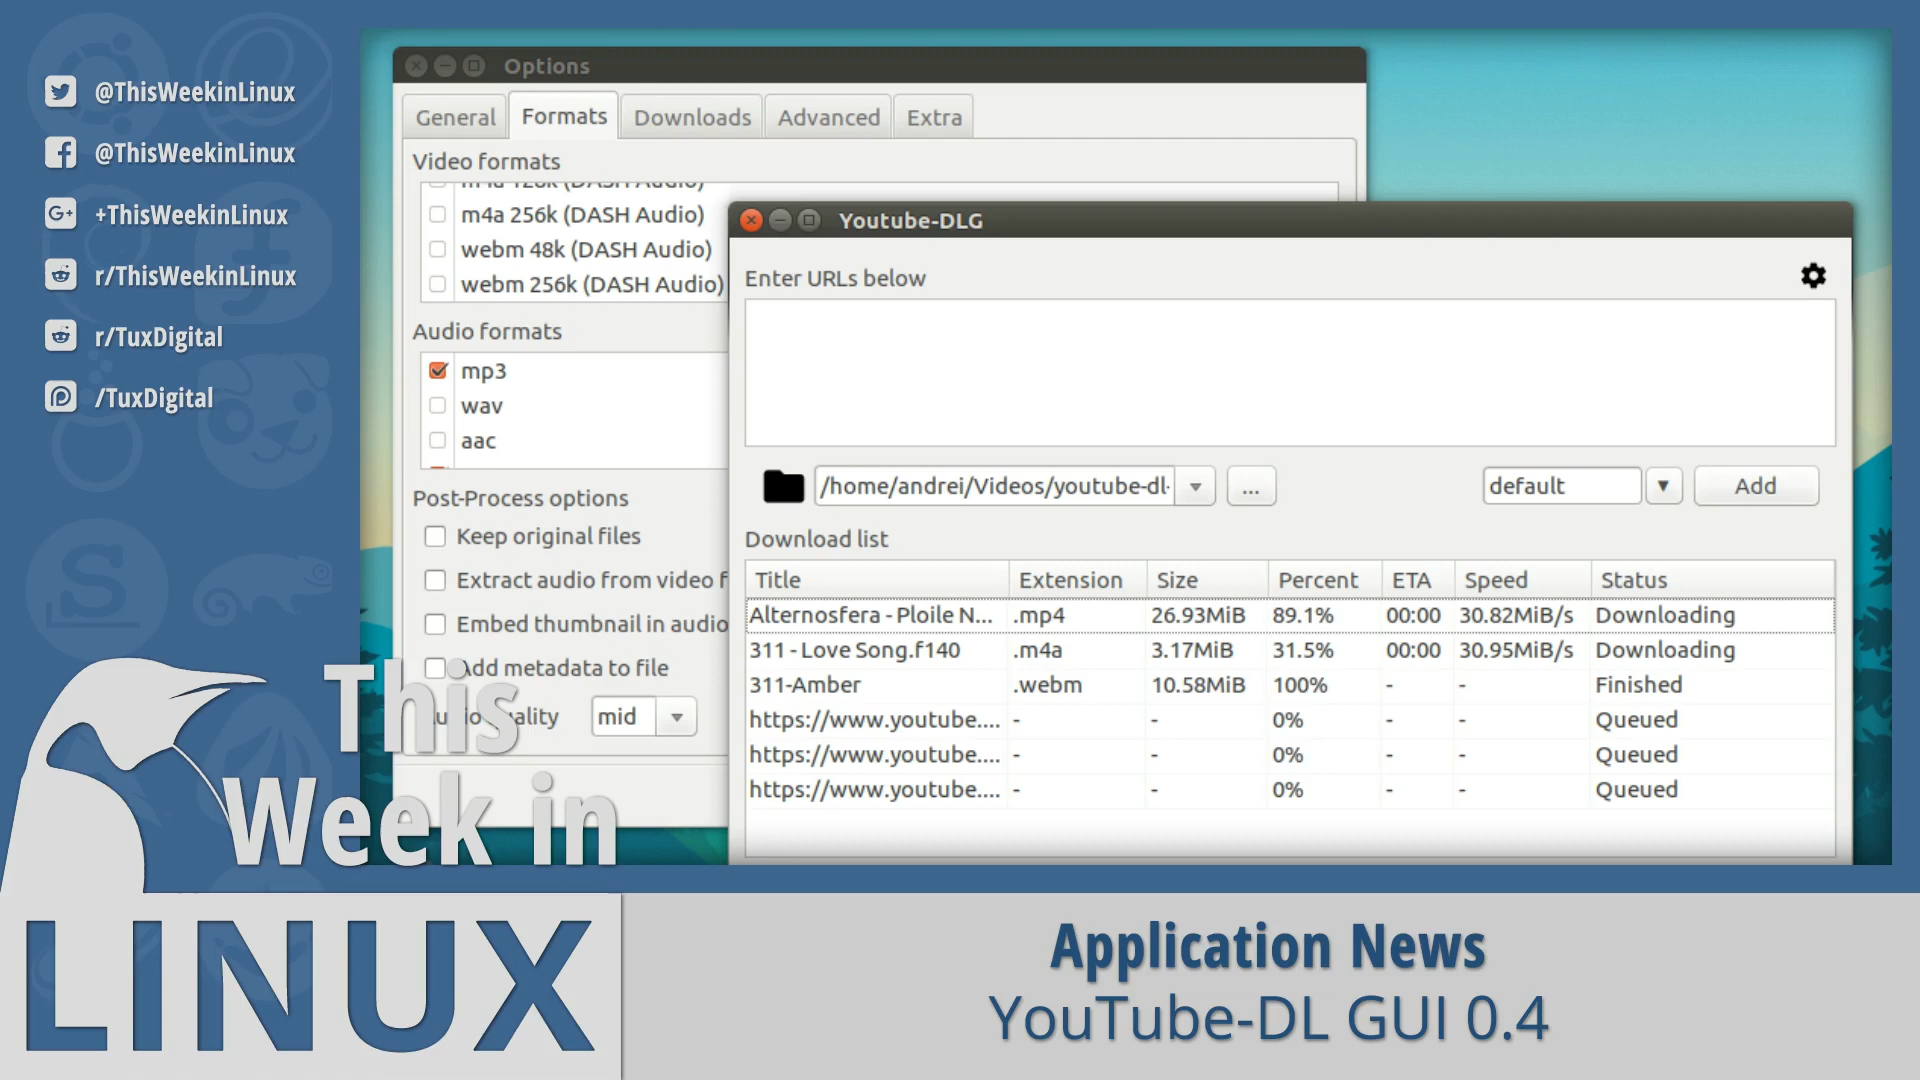 @ThisWeekinLinux
@ThisWeekinLinux
+ThisWeekinLinux
r/ThisWeekinLinux
r/TuxDigital
/TuxDigital
Options
General Formats Downloads Advanced Extra
Video formats
m4a 128k (DASH Audio)
m4a 256k (DASH Audio)
webm 48k (DASH Audio)
webm 256k (DASH Audio)
Audio formats
mp3
wav
aac
Post-Process options
Keep original files
Extract audio from video f
Embed thumbnail in audio
Add metadata to file
mid
Youtube-DLG
Enter URLs below
/home/andrei/Videos/youtube-dl- ... default Add
Download list
Title Extension Size Percent ETA Speed Status
Alternosfera - Ploile N... .mp4 26.93MiB 89.1% 00:00 30.82MiB/s Downloading
311 - Love Song.f140 .m4a 3.17MiB 31.5% 00:00 30.95MiB/s Downloading
311-Amber .webm 10.58MiB 100% - - Finished
https://www.youtube.... - - 0% - - Queued
https://www.youtube.... - - 0% - - Queued
https://www.youtube.... - - 0% - - Queued
This
Week in
LINUX
Application News
YouTube-DL GUI 0.4